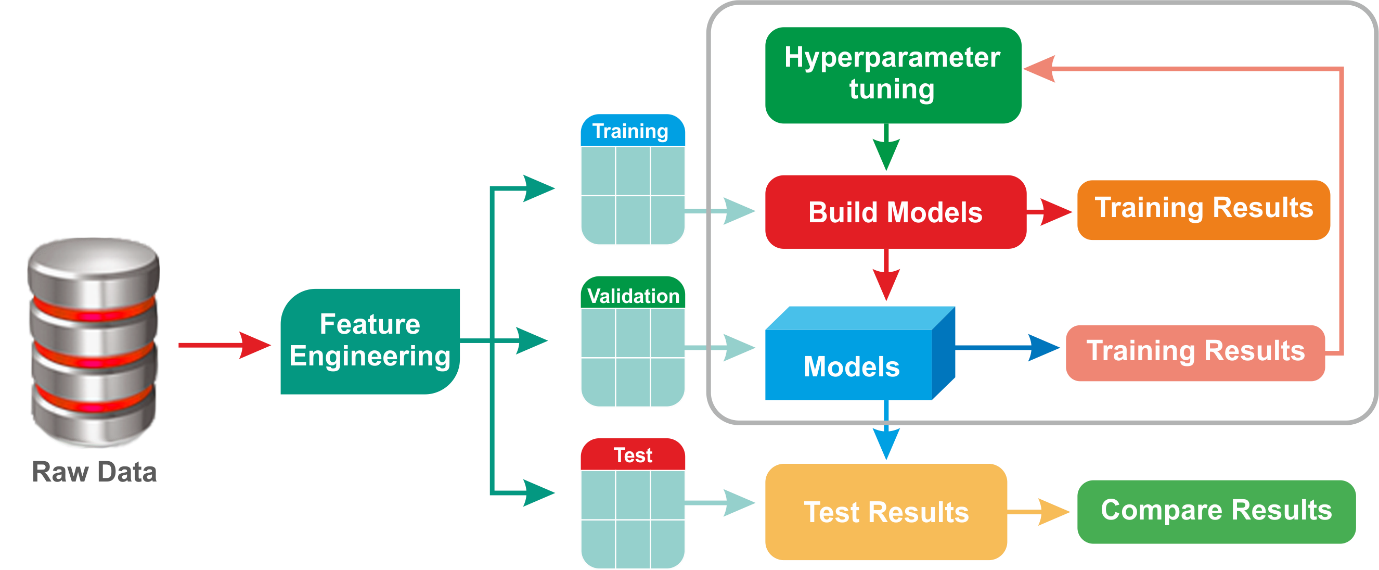 Hyperparameter
tuning
Training
Build Models
Training Results
Validation
Feature
Engineering
Models
Training Results
Raw Data
Test
Test Results
Compare Results